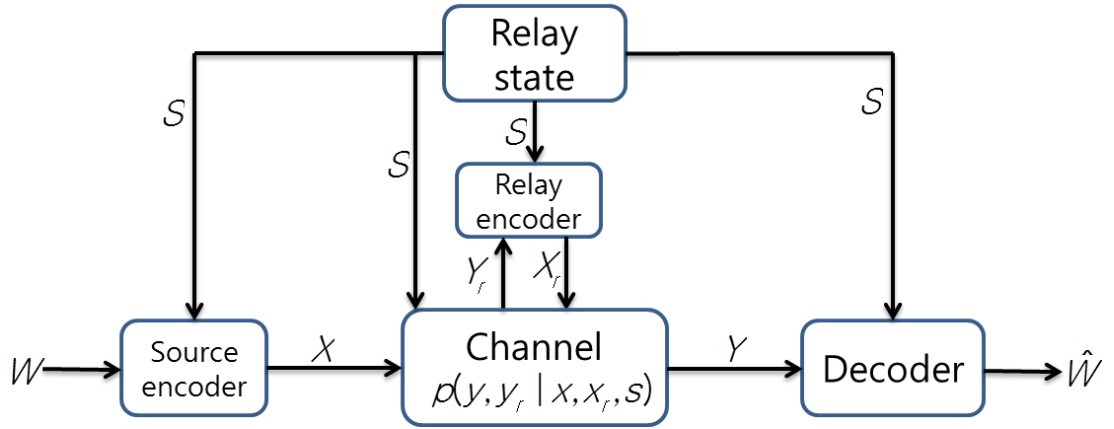 Relay
state
S
S
S
S
Relay
encoder
Y_r
X_r
W
Source
encoder
X
Channel
p(y, y_r | x, x_r, s)
Y
Decoder
Ŵ